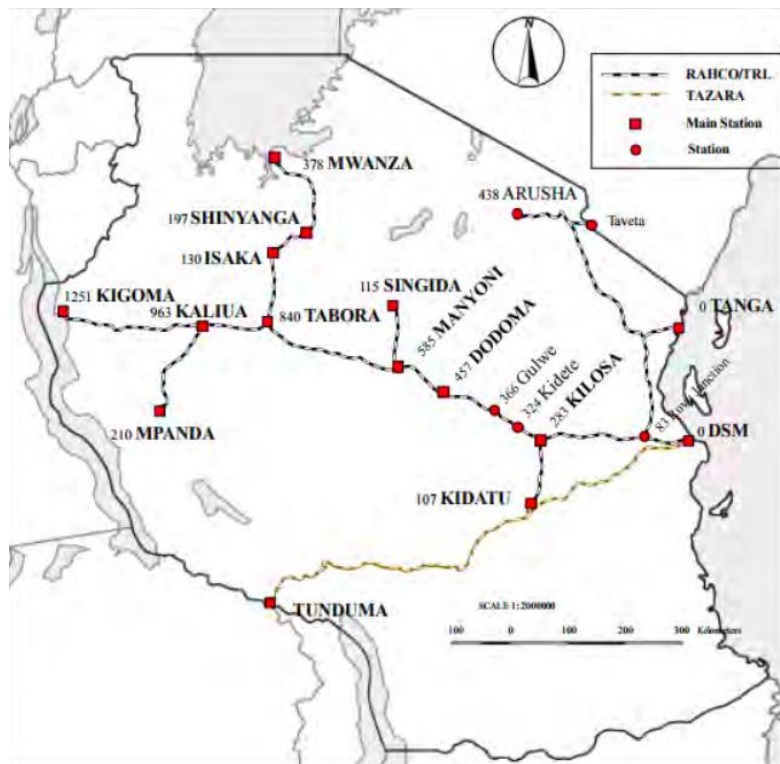 N
RAHCO/TRL
TAZARA
Main Station
Station
378 MWANZA
438 ARUSHA
Taveta
197 SHINYANGA
130 ISAKA
115 SINGIDA
1251 KIGOMA
963 KALIUA
840 TABORA
585 MANYONI
457 DODOMA
0 TANGA
366 Gulwe
324 Kidete
283 KILOSA
83 Ruvu Junction
0 DSM
210 MPANDA
107 KIDATU
TUNDUMA
SCALE 1:2000000
100 0 100 200 300 Kilometers